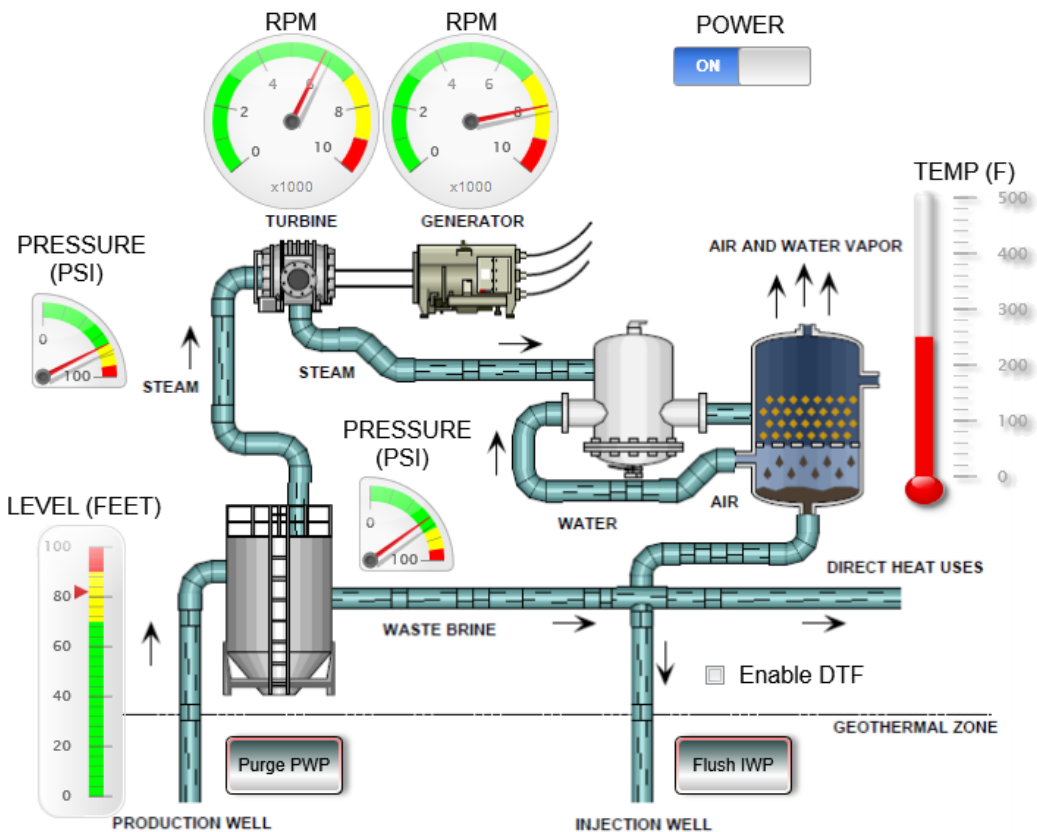 RPM
RPM
POWER
ON
4
6
2
8
0
10
x1000
4
6
2
8
0
10
x1000
TURBINE
GENERATOR
TEMP (F)
500
400
300
200
100
0
PRESSURE
(PSI)
0
100
AIR AND WATER VAPOR
STEAM
STEAM
PRESSURE
(PSI)
0
100
WATER
AIR
LEVEL (FEET)
100
80
60
40
20
0
DIRECT HEAT USES
WASTE BRINE
Enable DTF
GEOTHERMAL ZONE
Purge PWP
Flush IWP
PRODUCTION WELL
INJECTION WELL